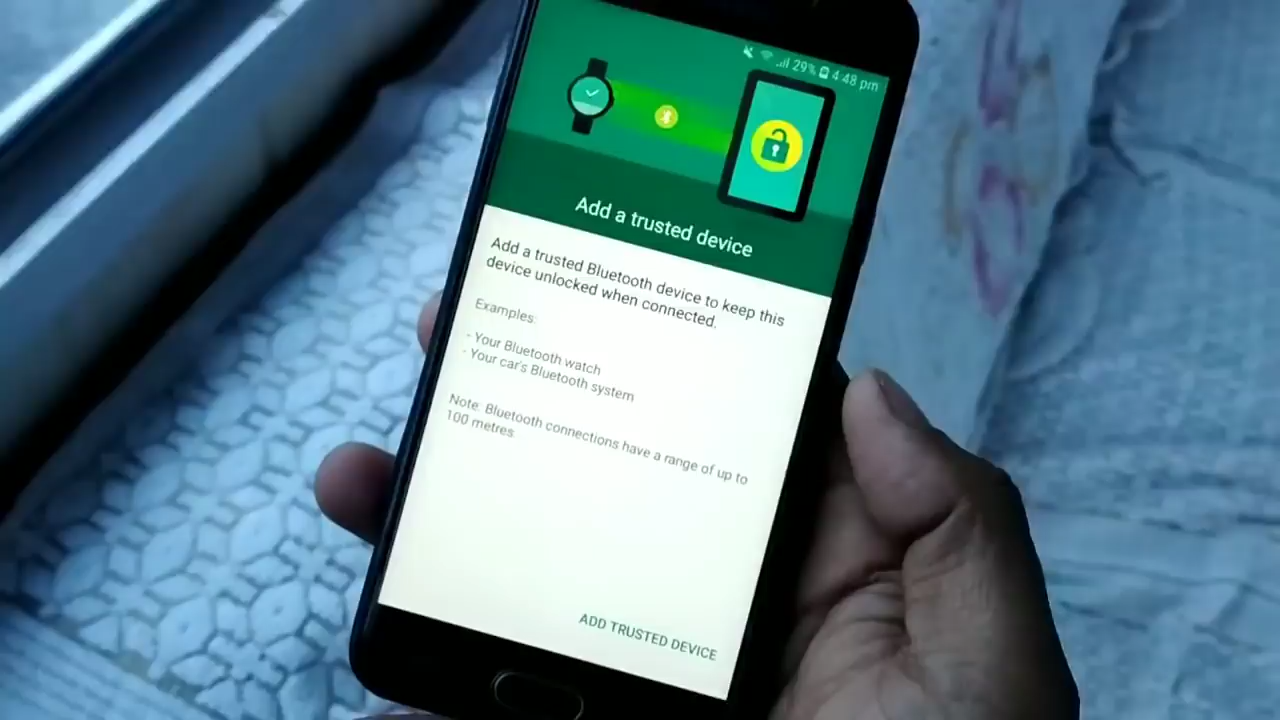 29% 4:48 pm
Add a trusted device
Add a trusted Bluetooth device to keep this
device unlocked when connected.
Examples:
- Your Bluetooth watch
- Your car's Bluetooth system
Note: Bluetooth connections have a range of up to
100 metres.
ADD TRUSTED DEVICE